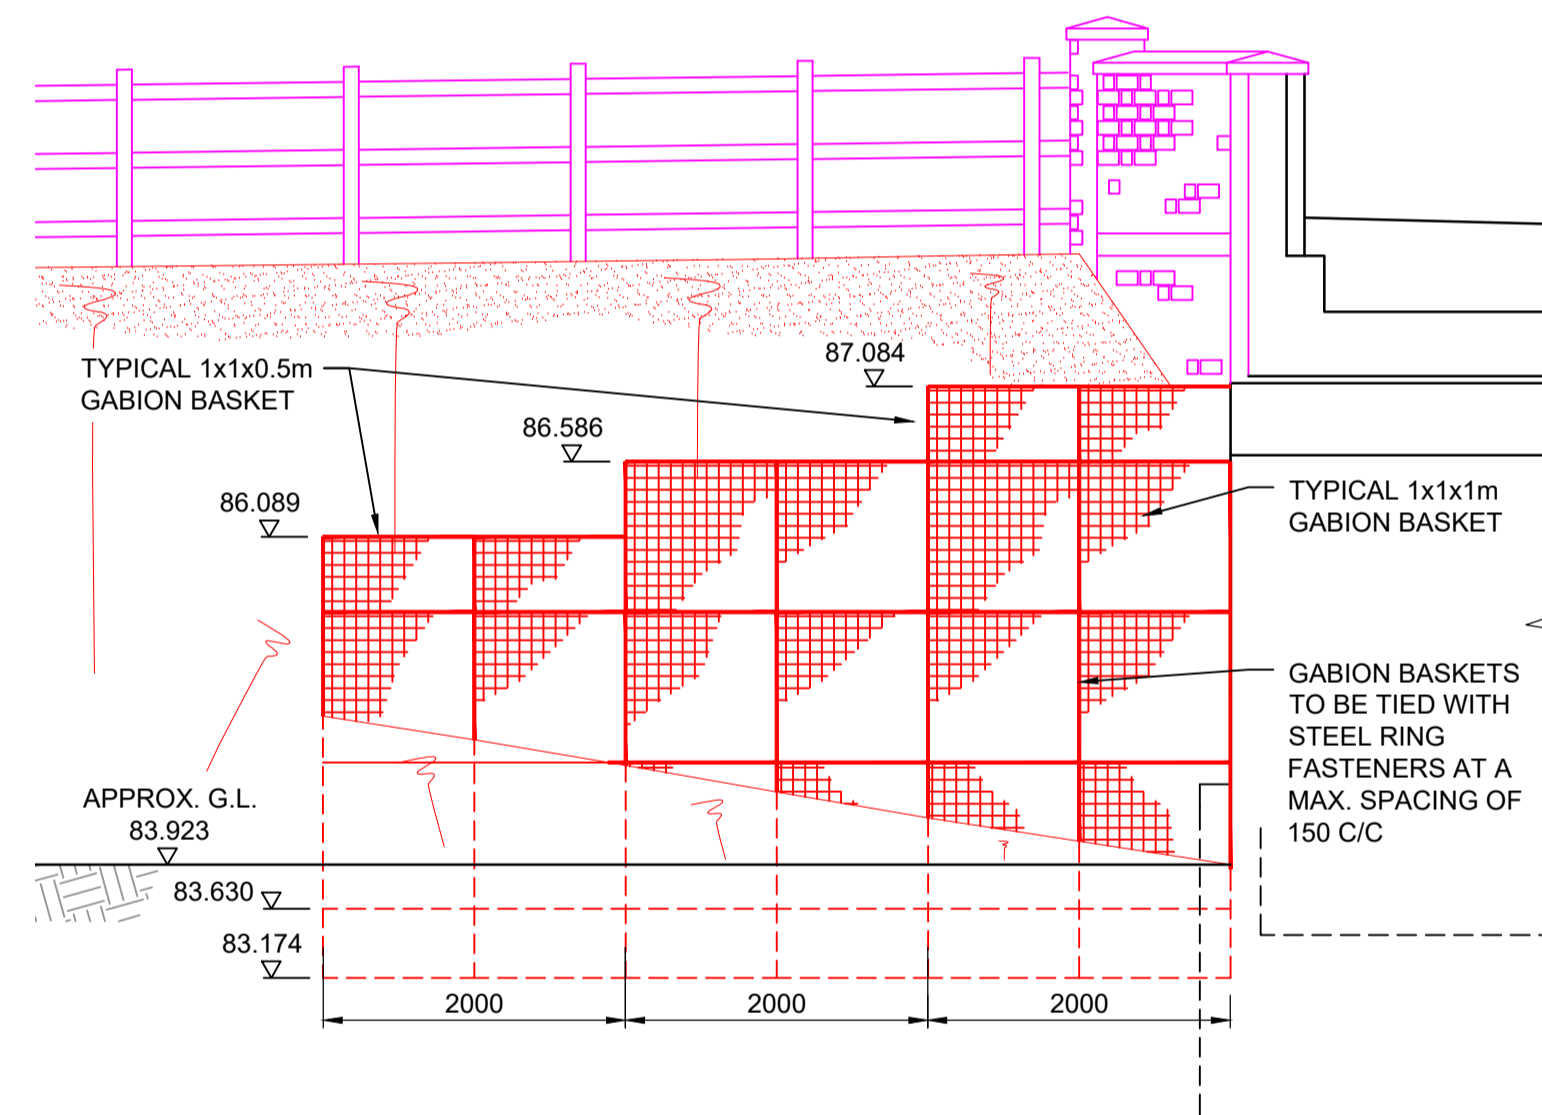 TYPICAL 1x1x0.5m
GABION BASKET
87.084
86.586
86.089
TYPICAL 1x1x1m
GABION BASKET
GABION BASKETS
TO BE TIED WITH
STEEL RING
FASTENERS AT A
MAX. SPACING OF
150 C/C
APPROX. G.L.
83.923
83.630
83.174
2000
2000
2000